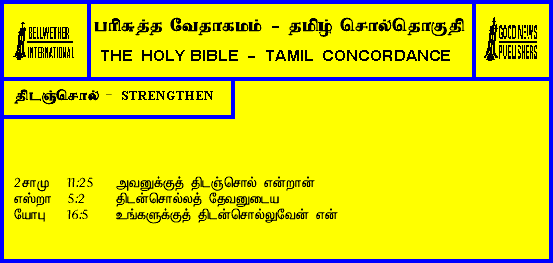 BELLWETHER
INTERNATIONAL
பரிசுத்த வேதாகமம் – தமிழ் சொல்தொகுதி
THE HOLY BIBLE – TAMIL CONCORDANCE
GOOD NEWS
PUBLISHERS
திடஞ்சொல் – STRENGTHEN
2சாமு 11:25 அவனுக்குத் திடஞ்சொல் என்றான்
எஸ்றா 5:2 திடன்சொல்லத் தேவனுடைய
யோபு 16:5 உங்களுக்குத் திடன்சொல்லுவேன் என்